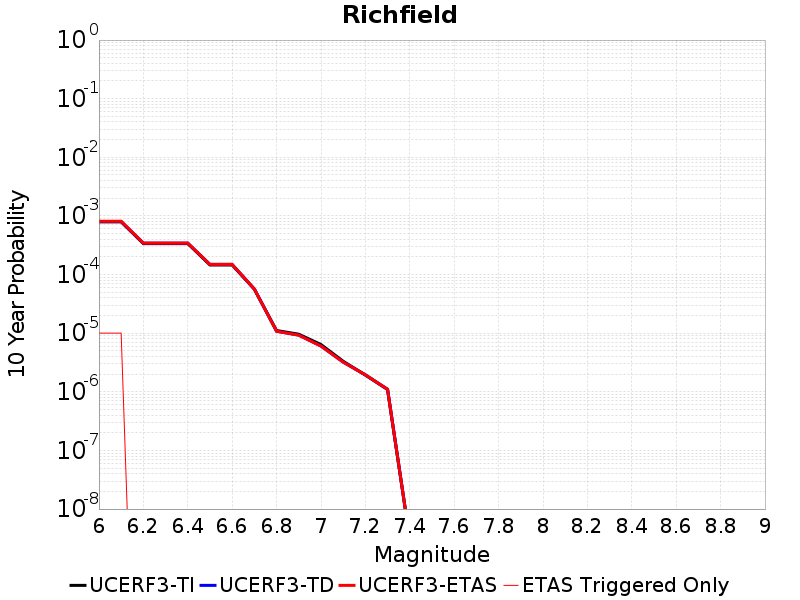 Richfield
10 Year Probability
10^0
10^-1
10^-2
10^-3
10^-4
10^-5
10^-6
10^-7
10^-8
6 6.2 6.4 6.6 6.8 7 7.2 7.4 7.6 7.8 8 8.2 8.4 8.6 8.8 9
Magnitude
UCERF3-TI UCERF3-TD UCERF3-ETAS ETAS Triggered Only